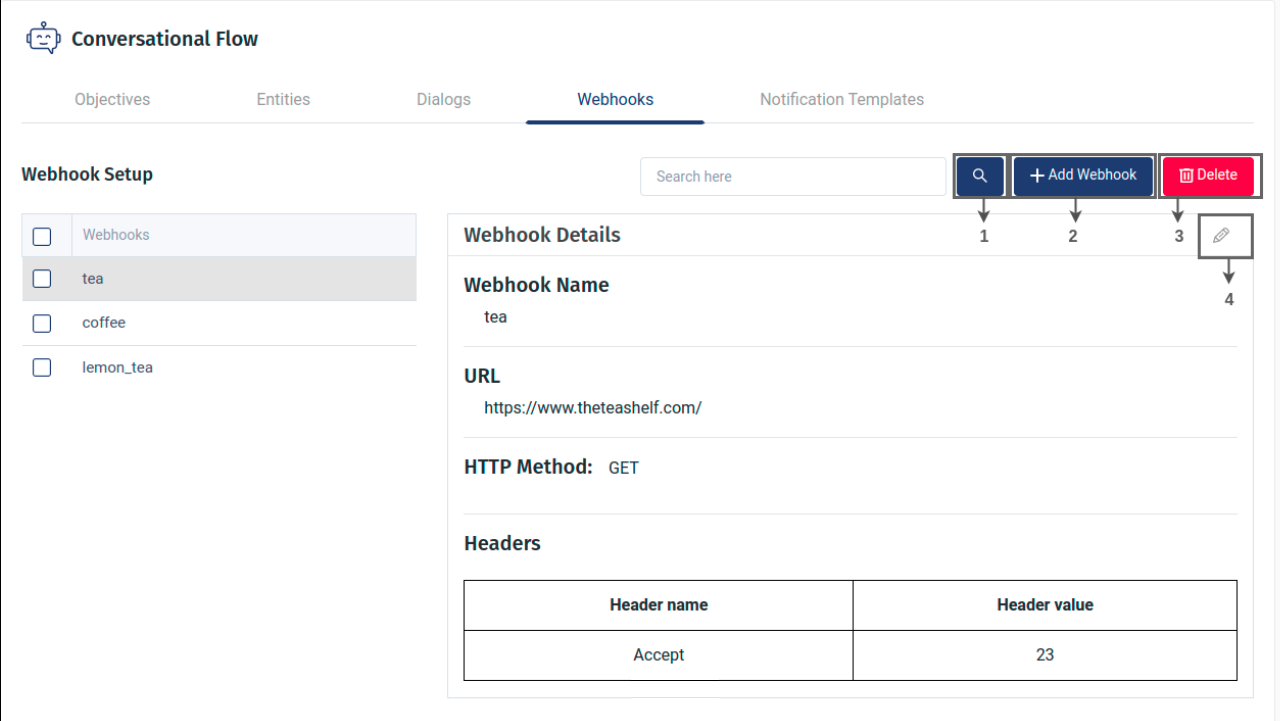 Conversational Flow
Objectives Entities Dialogs Webhooks Notification Templates
Webhook Setup
Search here
Add Webhook
Delete
1 2 3
4
Webhooks
tea
coffee
lemon_tea
Webhook Details
Webhook Name
tea
URL
https://www.theteashelf.com/
HTTP Method: GET
Headers
Header name Header value
Accept 23